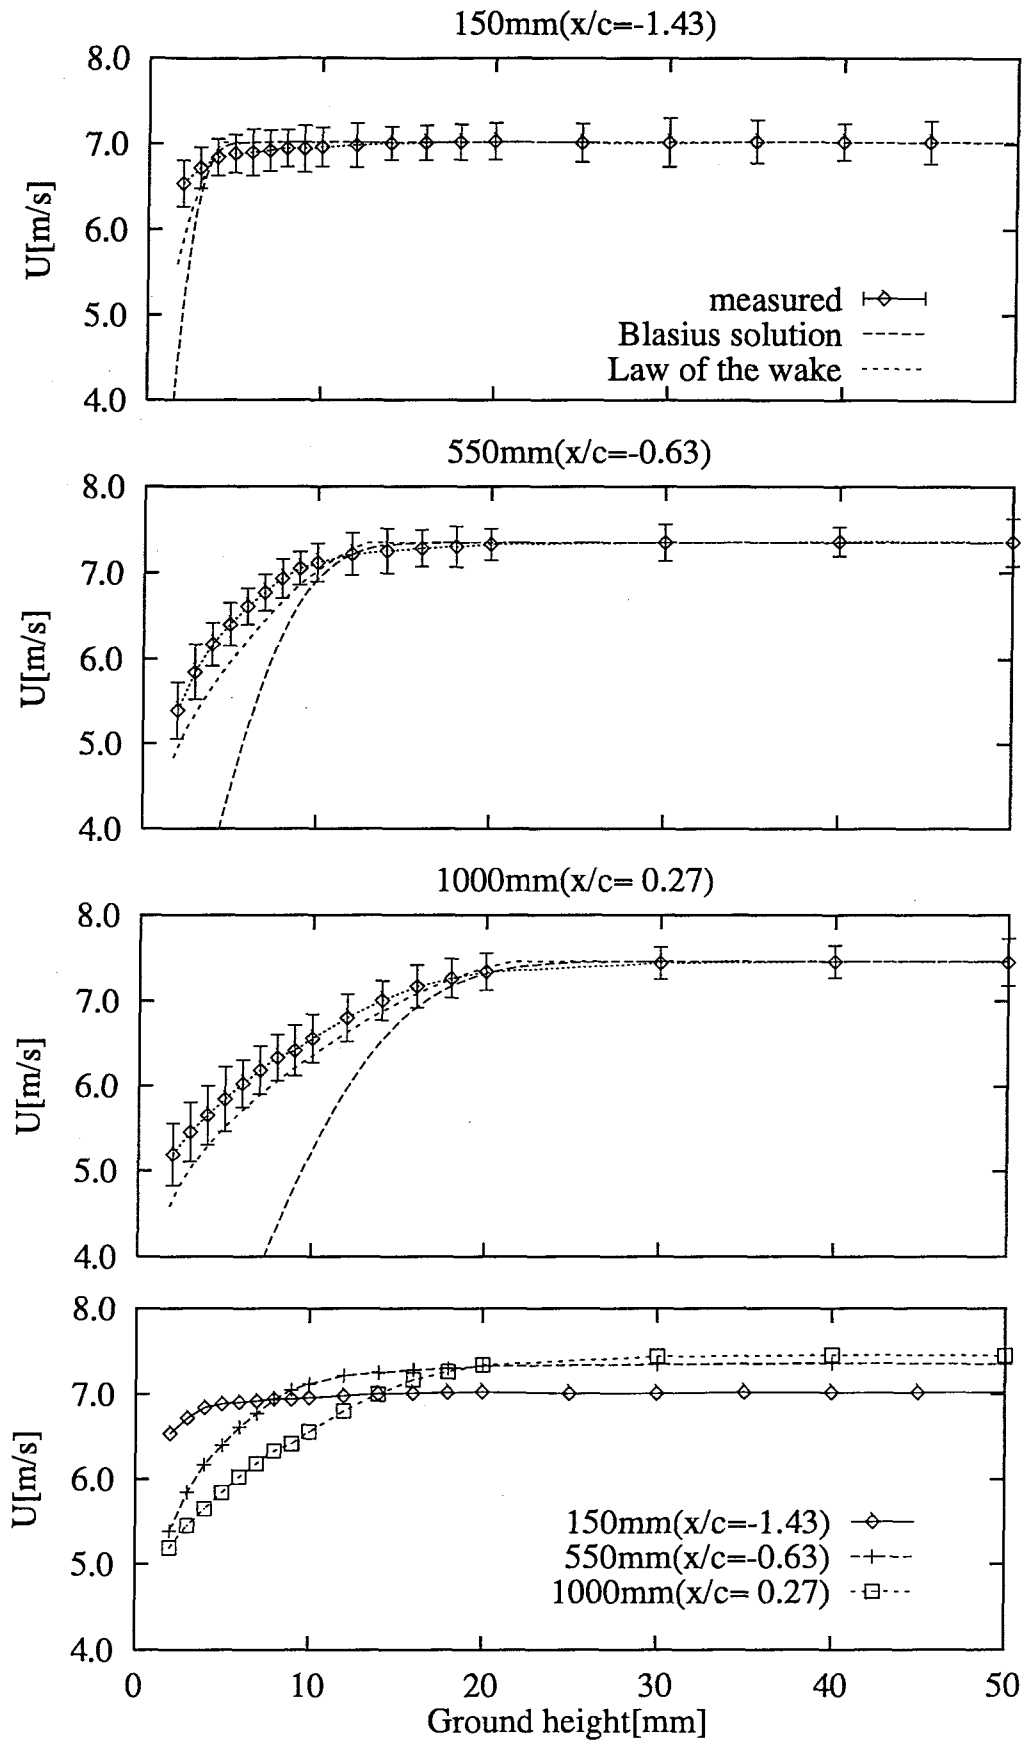 150mm(x/c=-1.43)
8.0
7.0
6.0
5.0
4.0
U[m/s]
measured
Blasius solution
Law of the wake
550mm(x/c=-0.63)
8.0
7.0
6.0
5.0
4.0
U[m/s]
1000mm(x/c= 0.27)
8.0
7.0
6.0
5.0
4.0
U[m/s]
8.0
7.0
6.0
5.0
4.0
U[m/s]
150mm(x/c=-1.43)
550mm(x/c=-0.63)
1000mm(x/c= 0.27)
0 10 20 30 40 50
Ground height[mm]